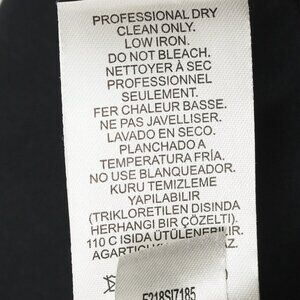 PROFESSIONAL DRY
CLEAN ONLY.
LOW IRON.
DO NOT BLEACH.
NETTOYER À SEC
PROFESSIONNEL
SEULEMENT.
FER CHALEUR BASSE.
NE PAS JAVELLISER.
LAVADO EN SECO.
PLANCHADO A
TEMPERATURA FRÍA.
NO USE BLANQUEADOR.
KURU TEMIZLEME
YAPILABILIR
(TRIKLORETILEN DISINDA
HERHANGI BIR ÇÖZELTI).
110 C ISIDA ÜTÜLENEBILIR.